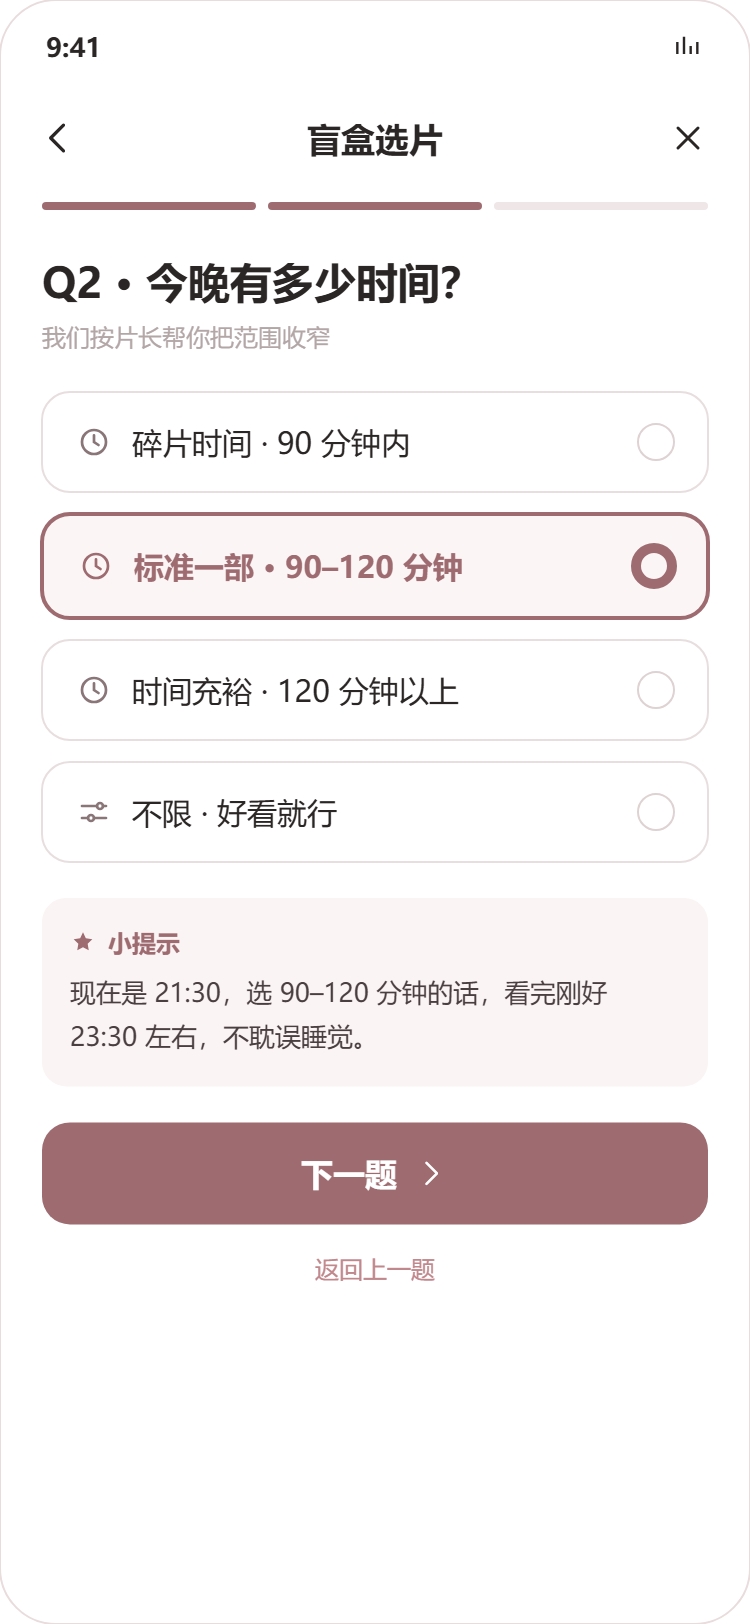 9:41
盲盒选片
Q2 · 今晚有多少时间?
我们按片长帮你把范围收窄
碎片时间 · 90 分钟内
标准一部 · 90–120 分钟
时间充裕 · 120 分钟以上
不限 · 好看就行
小提示
现在是 21:30，选 90–120 分钟的话，看完刚好
23:30 左右，不耽误睡觉。
下一题
返回上一题